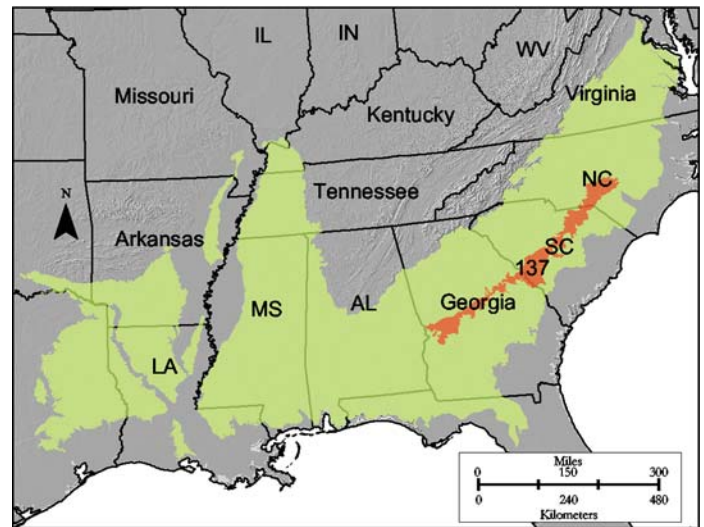 IL
IN
WV
Missouri
Virginia
Kentucky
NC
N
Tennessee
Arkansas
SC
137
MS
AL
Georgia
LA
Miles
0 150 300
0 240 480
Kilometers